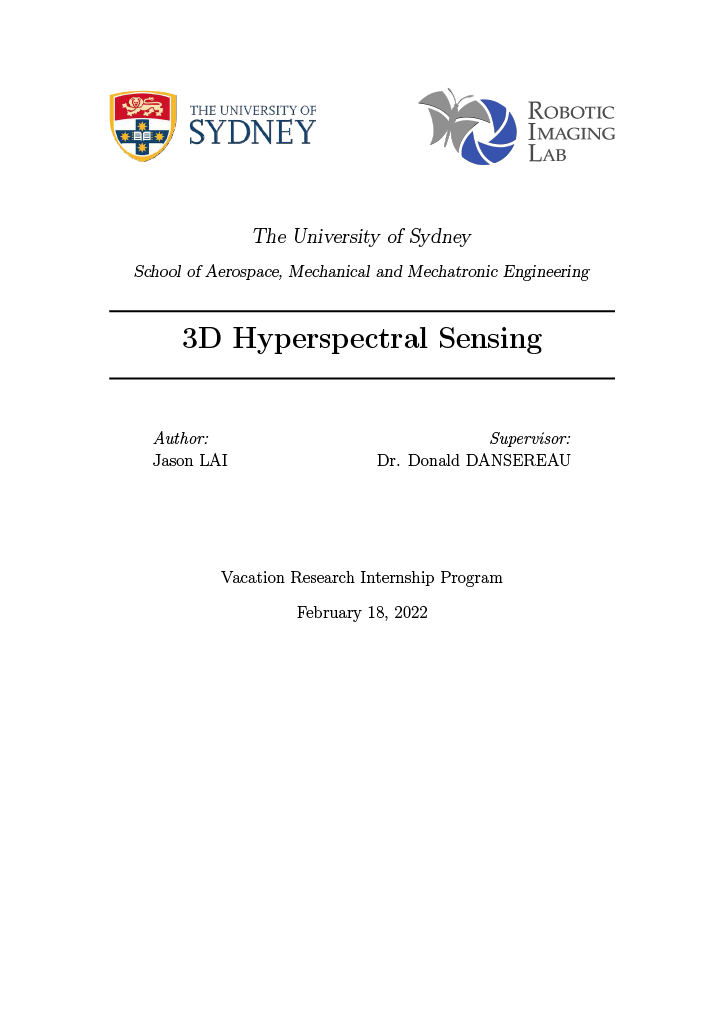 THE UNIVERSITY OF
SYDNEY
ROBOTIC
IMAGING
LAB
The University of Sydney
School of Aerospace, Mechanical and Mechatronic Engineering
3D Hyperspectral Sensing
Author:
Jason LAI
Supervisor:
Dr. Donald DANSEREAU
Vacation Research Internship Program
February 18, 2022